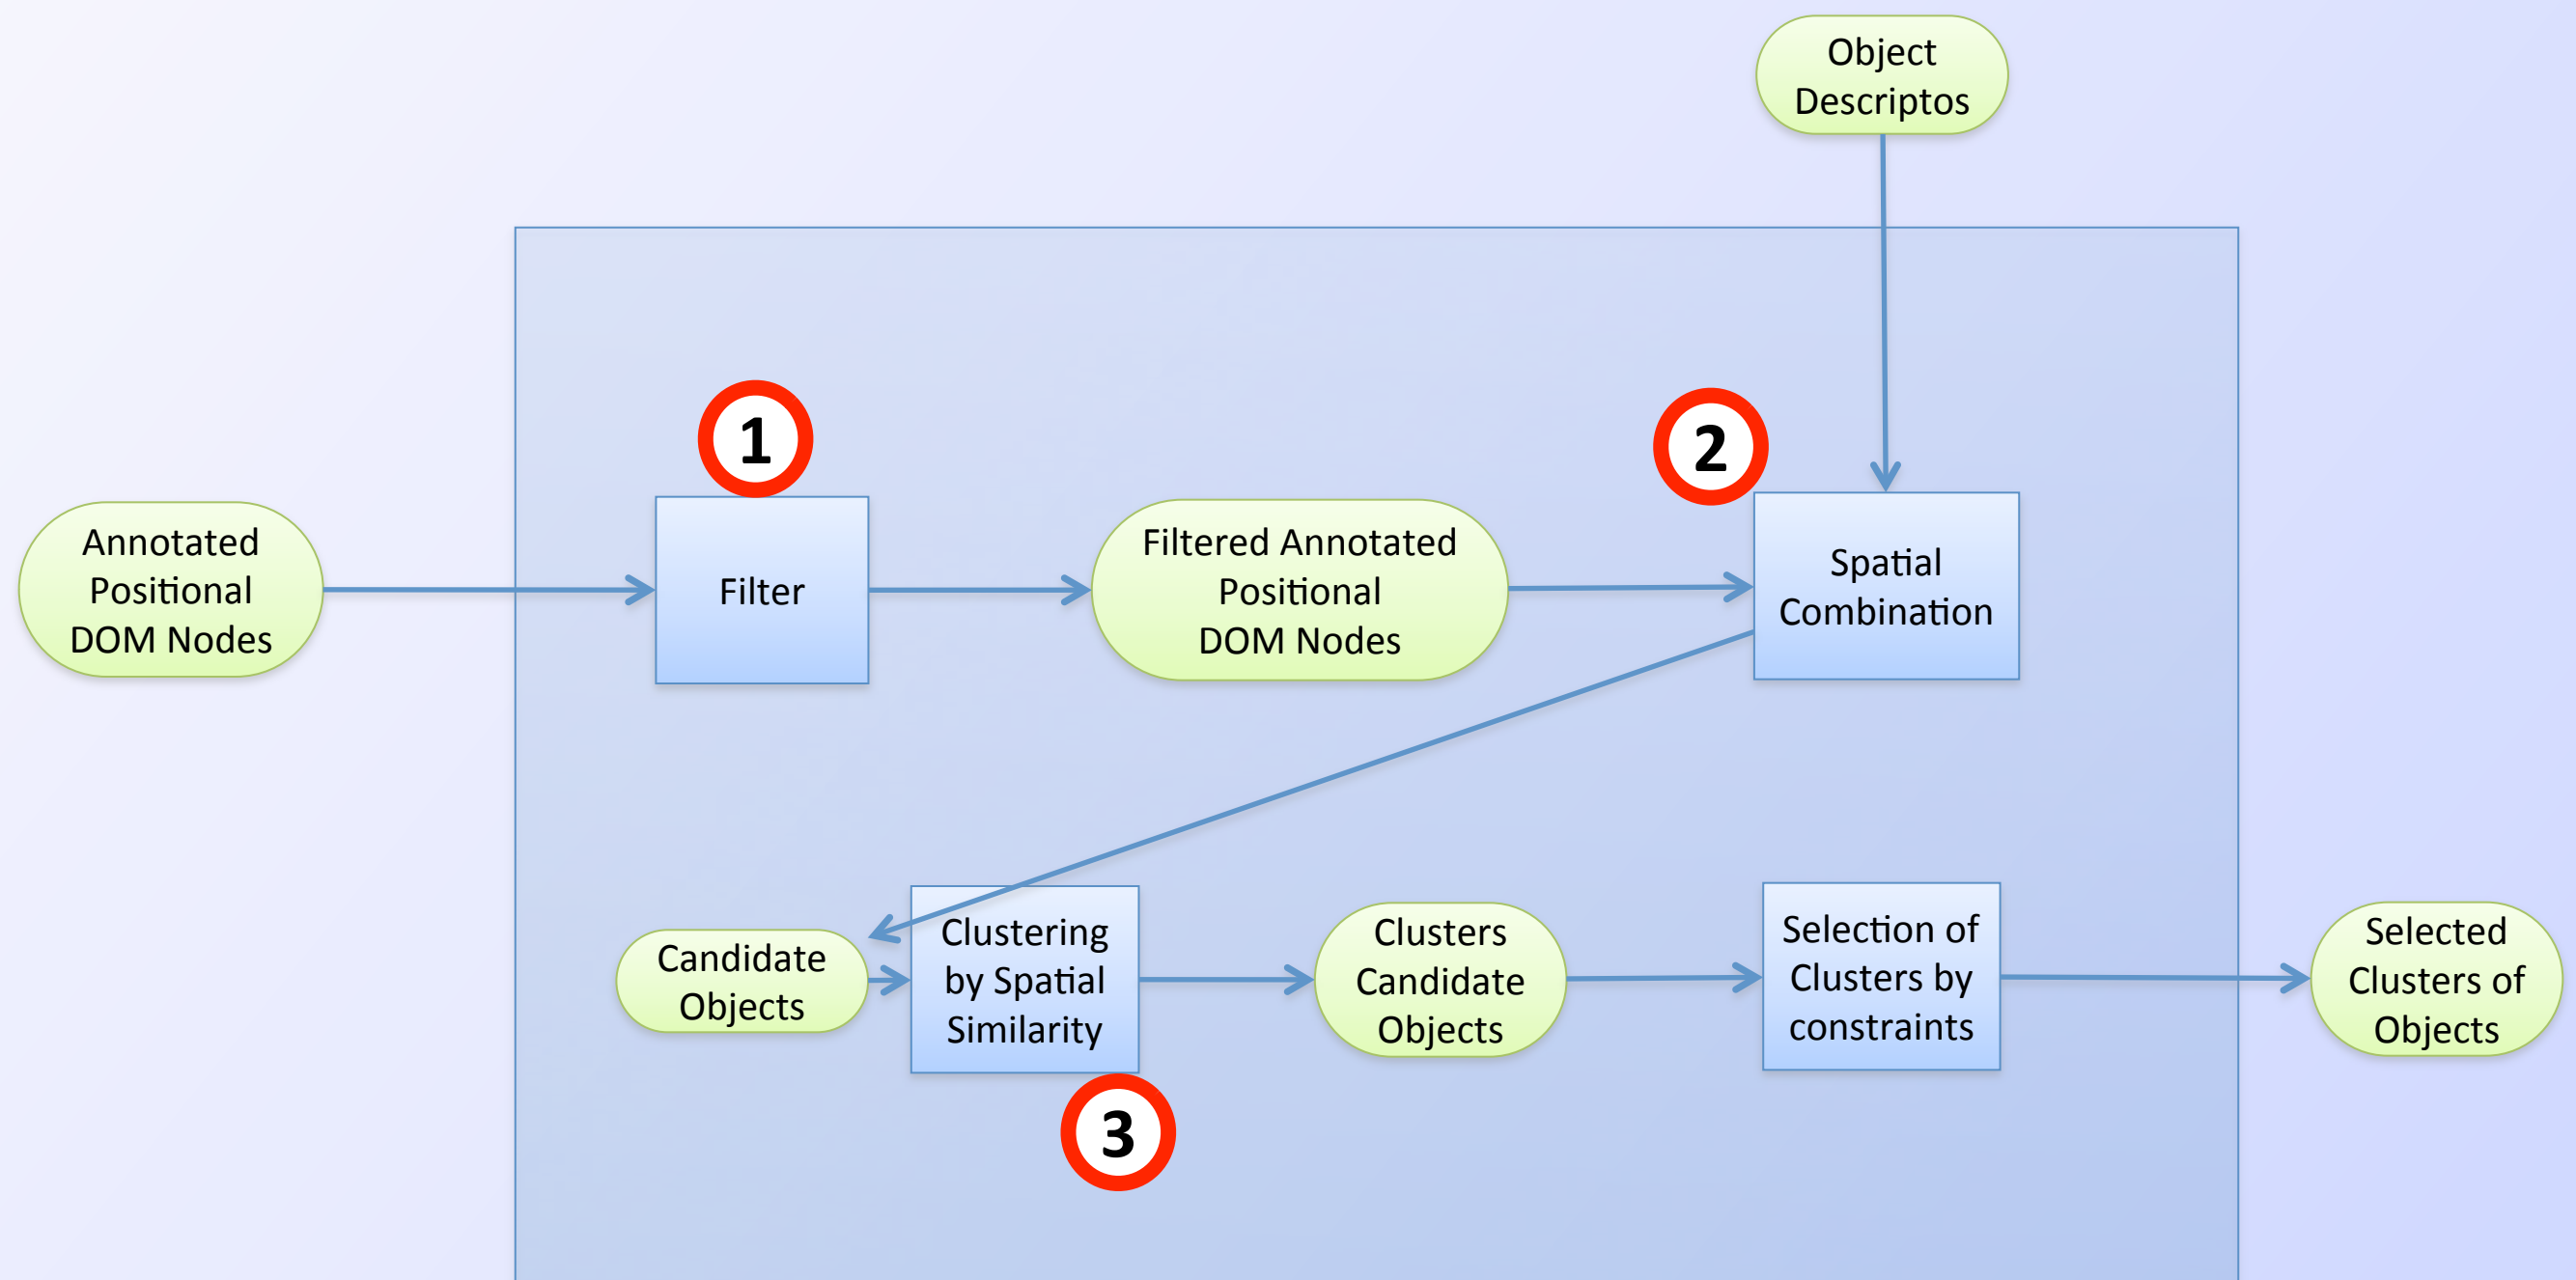 Object
Descriptos
1
2
Annotated
Positional
DOM Nodes
Filter
Filtered Annotated
Positional
DOM Nodes
Spatial
Combination
Candidate
Objects
Clustering
by Spatial
Similarity
Clusters
Candidate
Objects
Selection of
Clusters by
constraints
Selected
Clusters of
Objects
3